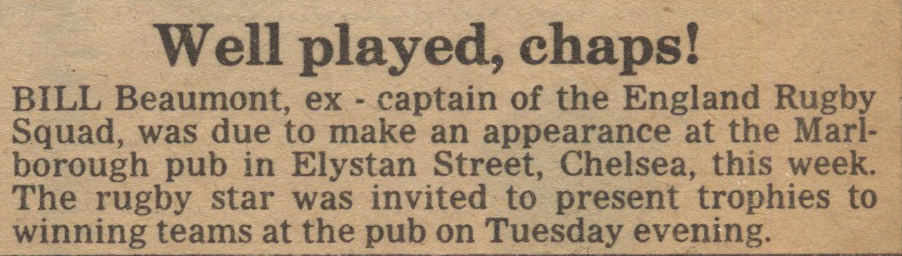 Well played, chaps!
BILL Beaumont, ex - captain of the England Rugby
Squad, was due to make an appearance at the Marl-
borough pub in Elystan Street, Chelsea, this week.
The rugby star was invited to present trophies to
winning teams at the pub on Tuesday evening.